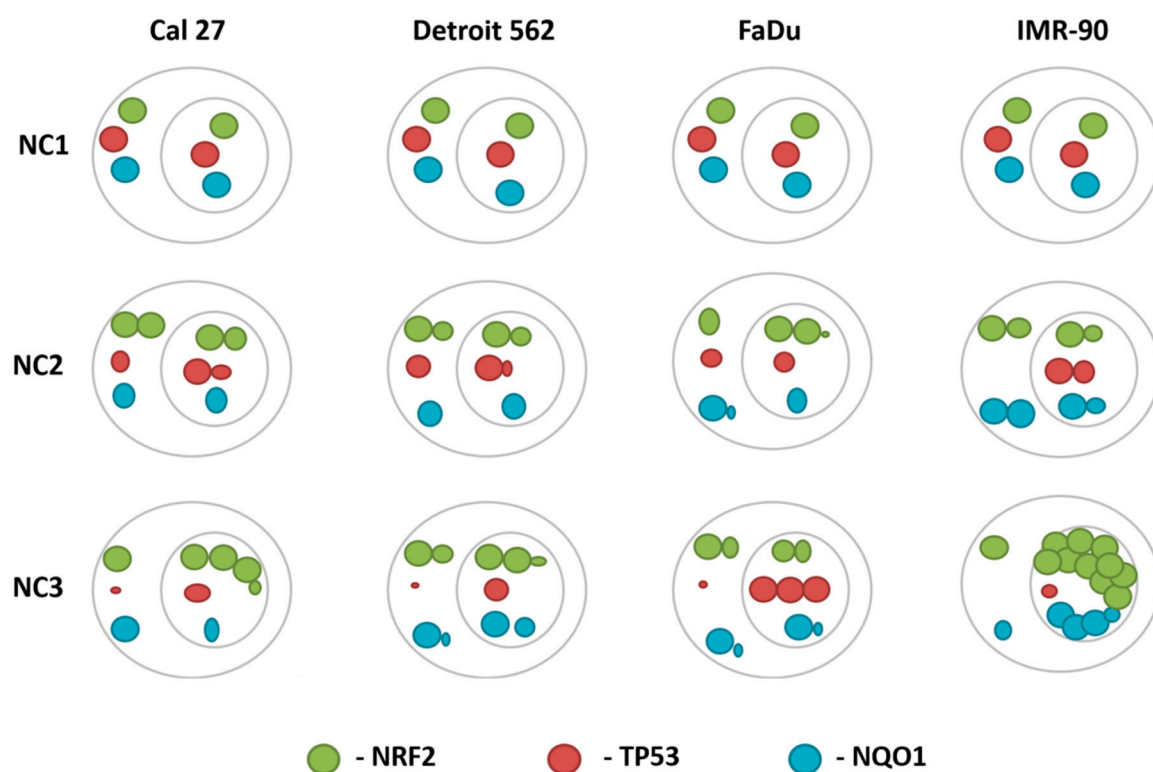 Cal 27 Detroit 562 FaDu IMR-90
NC1
NC2
NC3
- NRF2 - TP53 - NQO1